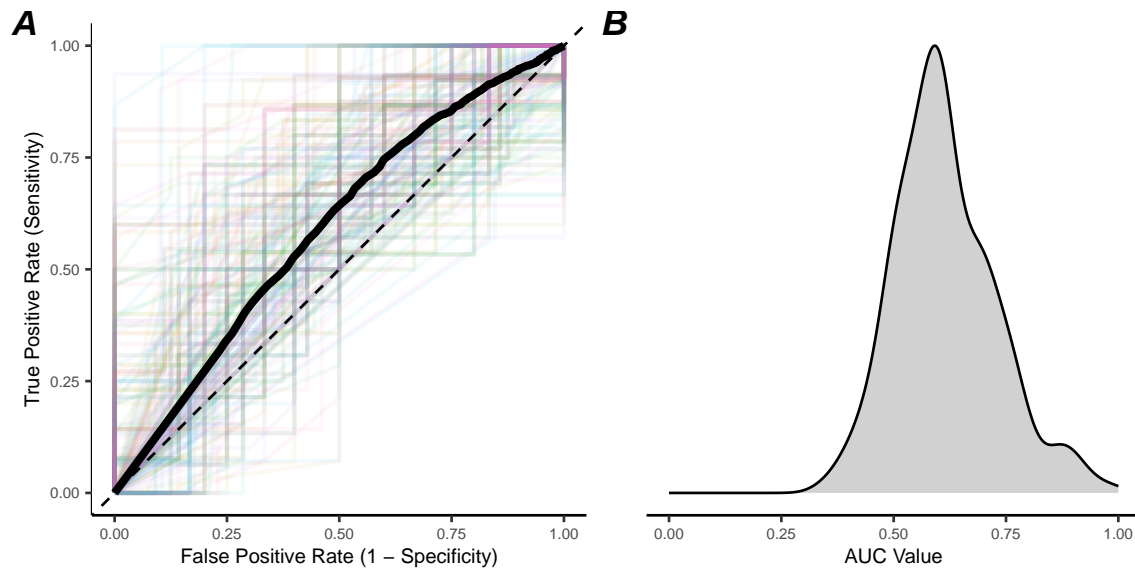 A
B
1.00
0.75
0.50
0.25
0.00
True Positive Rate (Sensitivity)
0.00 0.25 0.50 0.75 1.00
False Positive Rate (1 − Specificity)
0.00 0.25 0.50 0.75 1.00
AUC Value